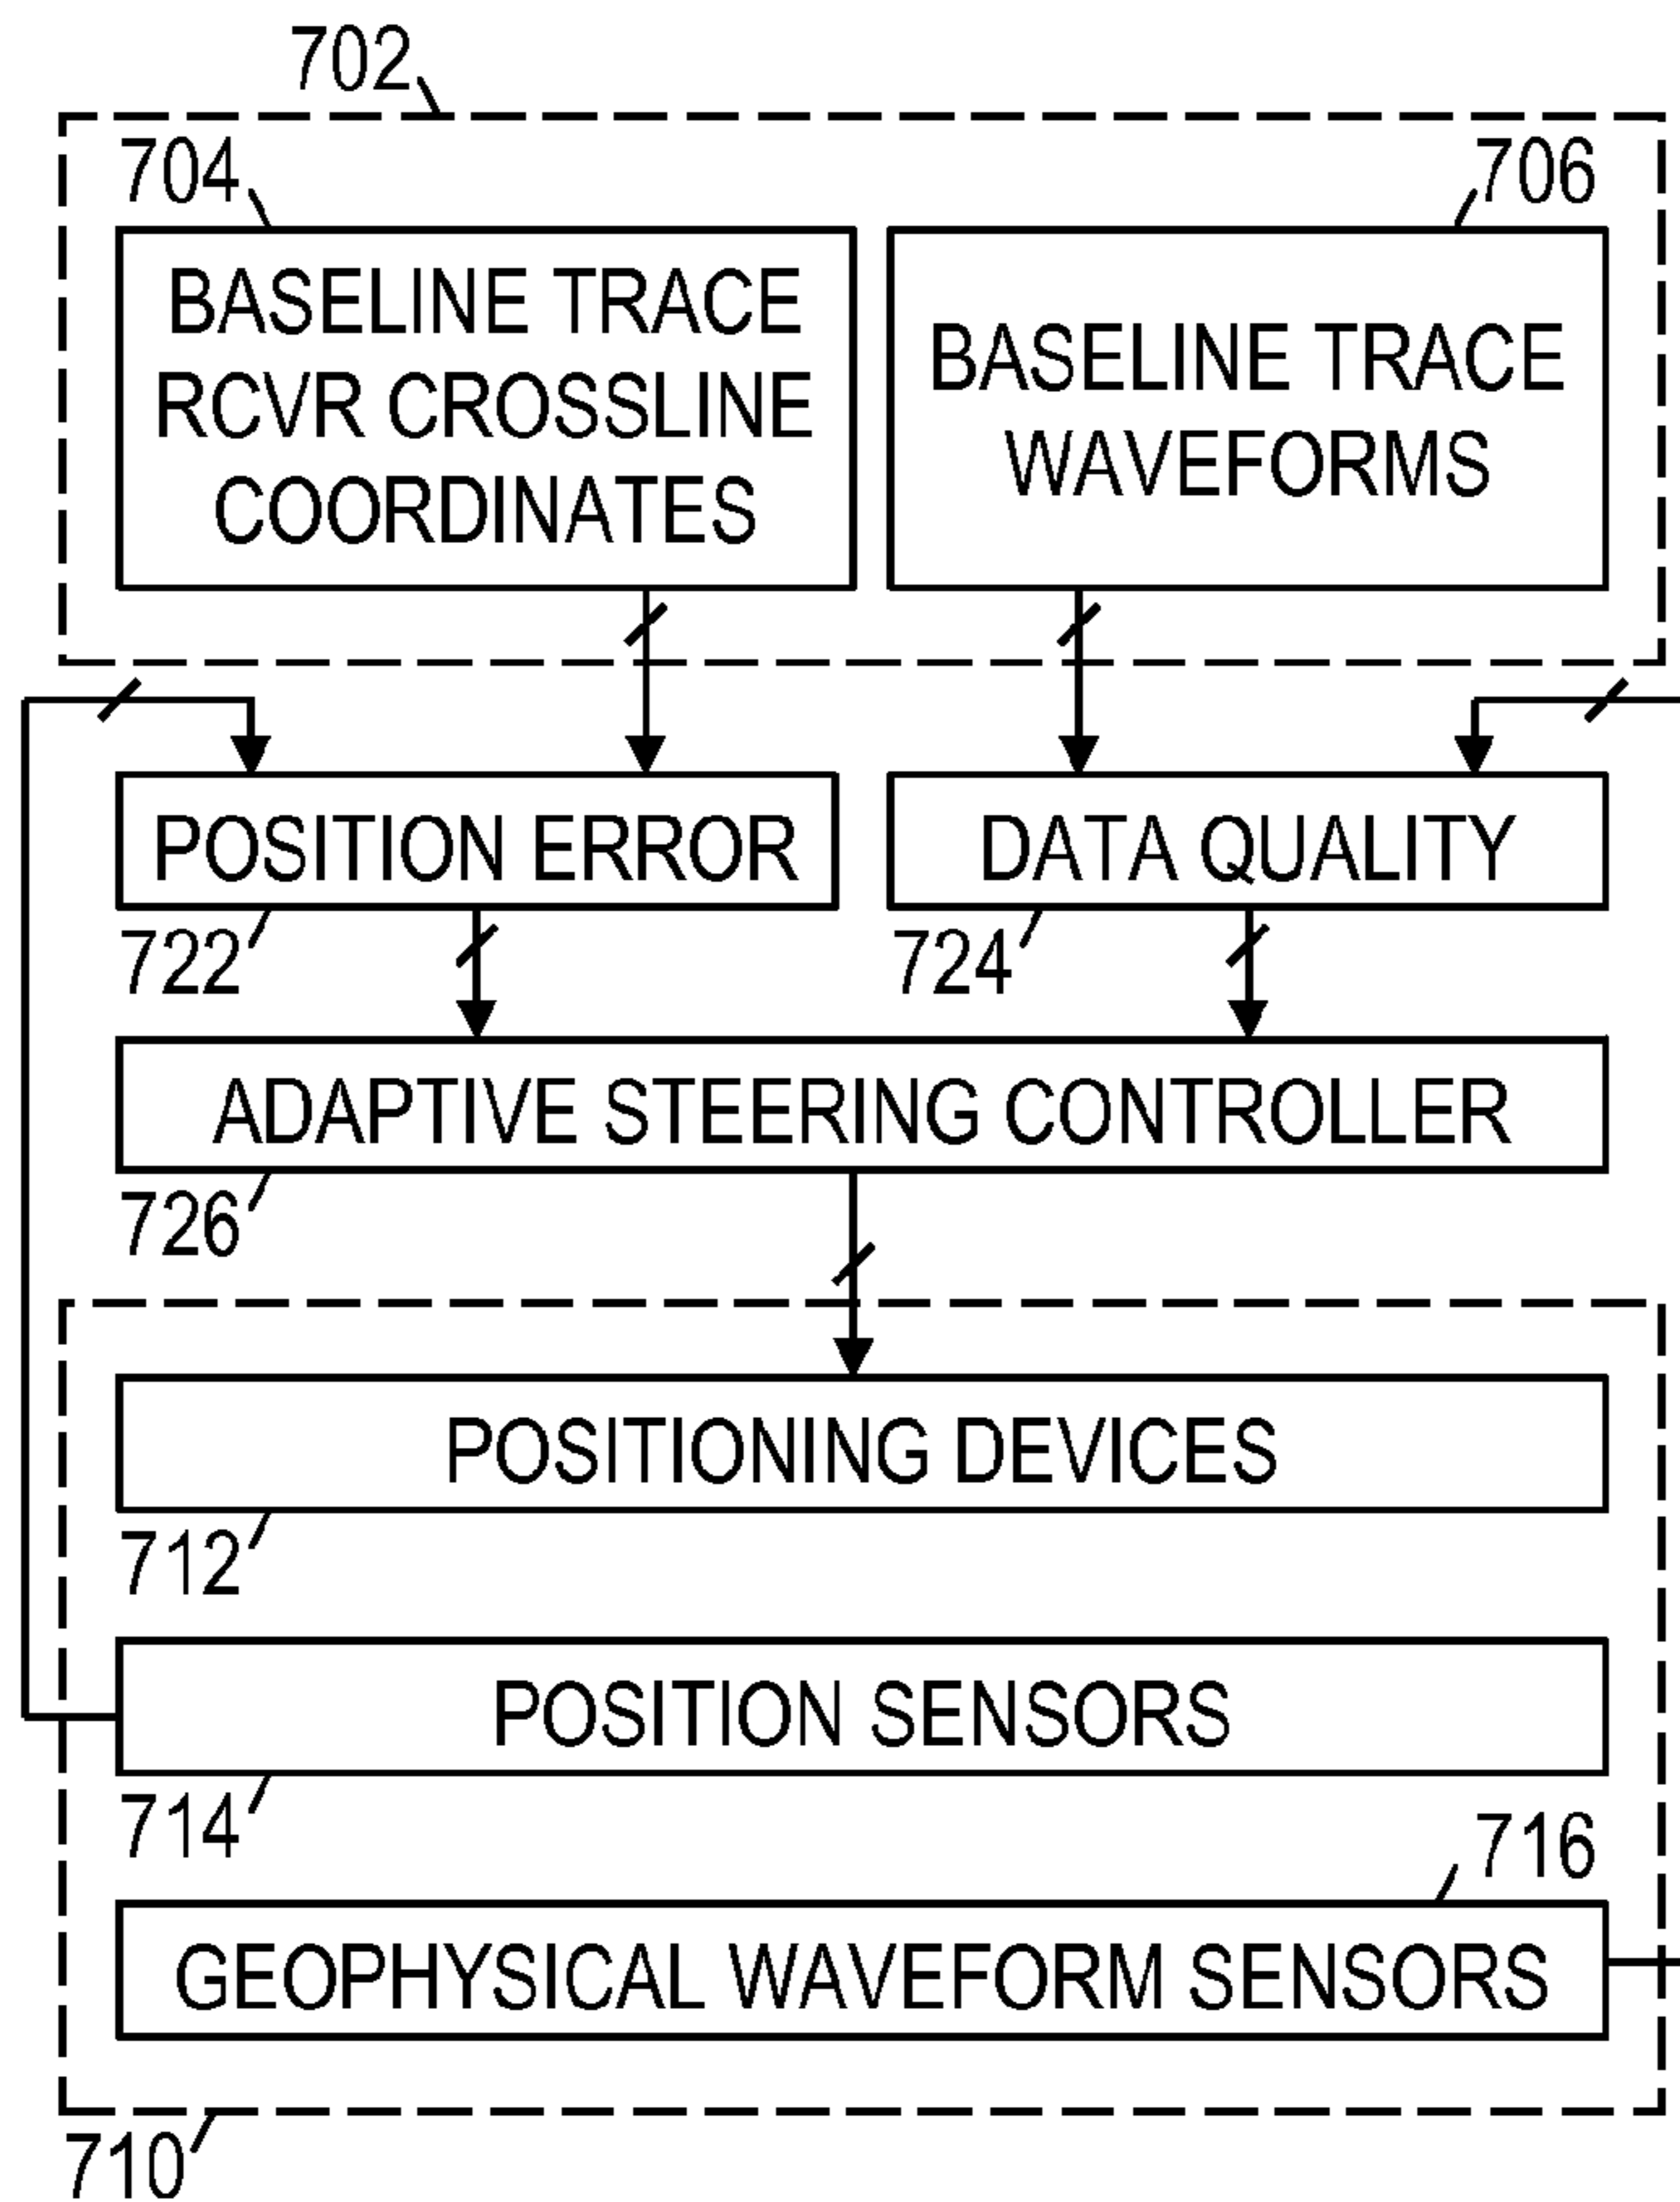 702
704
706
BASELINE TRACE
RCVR CROSSLINE
COORDINATES
BASELINE TRACE
WAVEFORMS
POSITION ERROR
DATA QUALITY
722
724
ADAPTIVE STEERING CONTROLLER
726
POSITIONING DEVICES
712
POSITION SENSORS
714
716
GEOPHYSICAL WAVEFORM SENSORS
710